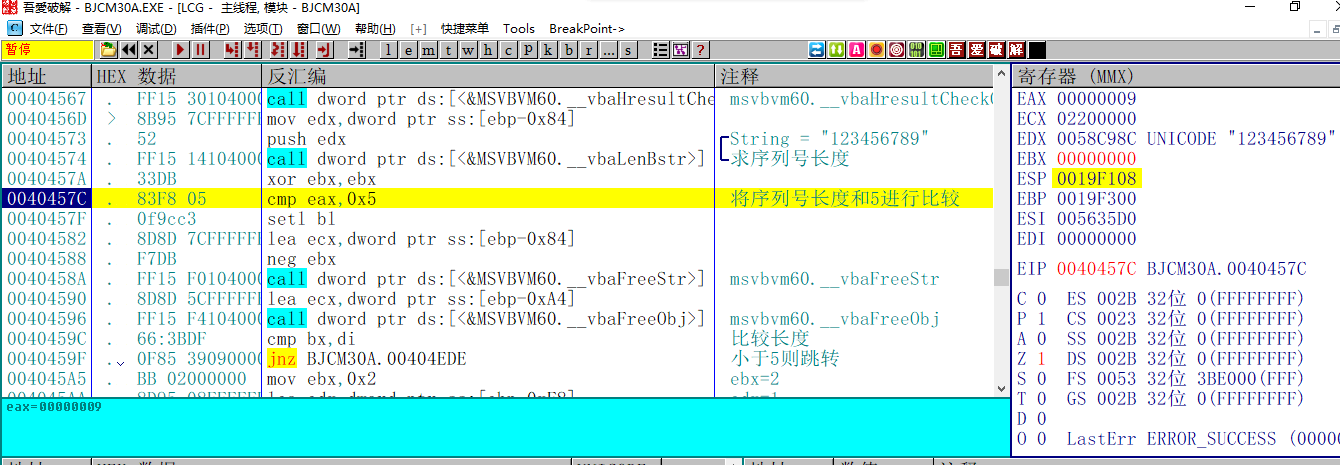 吾愛破解 - BJCM30A.EXE - [LCG - 主线程, 模块 - BJCM30A]
C 文件(F) 查看(V) 调试(D) 插件(P) 选项(T) 窗口(W) 帮助(H) [+] 快捷菜单 Tools BreakPoint->
暂停 l e m t w h c p k b r ... s ? A 吾 爱 破 解
地址 HEX 数据 反汇编 注释 寄存器 (MMX)
00404567 . FF15 30104000 call dword ptr ds:[<&MSVBVM60.__vbaHresultChe msvbvm60.__vbaHresultCheckO
0040456D > 8B95 7CFFFFFF mov edx,dword ptr ss:[ebp-0x84]
00404573 . 52 push edx String = "123456789"
00404574 . FF15 14104000 call dword ptr ds:[<&MSVBVM60.__vbaLenBstr>] 求序列号长度
0040457A . 33DB xor ebx,ebx
0040457C . 83F8 05 cmp eax,0x5 将序列号长度和5进行比较
0040457F . 0f9cc3 setl bl
00404582 . 8D8D 7CFFFFFF lea ecx,dword ptr ss:[ebp-0x84]
00404588 . F7DB neg ebx
0040458A . FF15 F0104000 call dword ptr ds:[<&MSVBVM60.__vbaFreeStr>] msvbvm60.__vbaFreeStr
00404590 . 8D8D 5CFFFFFF lea ecx,dword ptr ss:[ebp-0xA4]
00404596 . FF15 F4104000 call dword ptr ds:[<&MSVBVM60.__vbaFreeObj>] msvbvm60.__vbaFreeObj
0040459C . 66:3BDF cmp bx,di 比较长度
0040459F . 0F85 39090000 jnz BJCM30A.00404EDE 小于5则跳转
004045A5 . BB 02000000 mov ebx,0x2 ebx=2
EAX 00000009
ECX 02200000
EDX 0058C98C UNICODE "123456789"
EBX 00000000
ESP 0019F108
EBP 0019F300
ESI 005635D0
EDI 00000000
EIP 0040457C BJCM30A.0040457C
C 0 ES 002B 32位 0(FFFFFFFF)
P 1 CS 0023 32位 0(FFFFFFFF)
A 0 SS 002B 32位 0(FFFFFFFF)
Z 1 DS 002B 32位 0(FFFFFFFF)
S 0 FS 0053 32位 3BE000(FFF)
T 0 GS 002B 32位 0(FFFFFFFF)
D 0
O 0 LastErr ERROR_SUCCESS (00000
eax=00000009